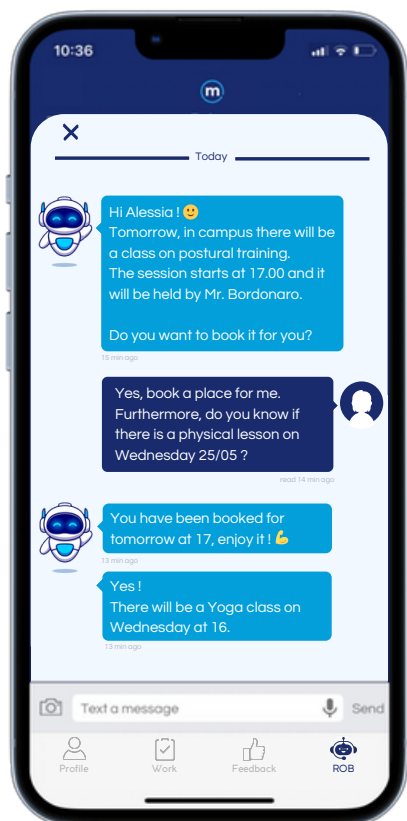 10:36
m
Today
Hi Alessia ! 🙂
Tomorrow, in campus there will be
a class on postural training.
The session starts at 17.00 and it
will be held by Mr. Bordonaro.
Do you want to book it for you?
15 min ago
Yes, book a place for me.
Furthermore, do you know if
there is a physical lesson on
Wednesday 25/05 ?
read 14 min ago
You have been booked for
tomorrow at 17, enjoy it ! 💪
13 min ago
Yes !
There will be a Yoga class on
Wednesday at 16.
13 min ago
Text a message
Send
Profile
Work
Feedback
ROB